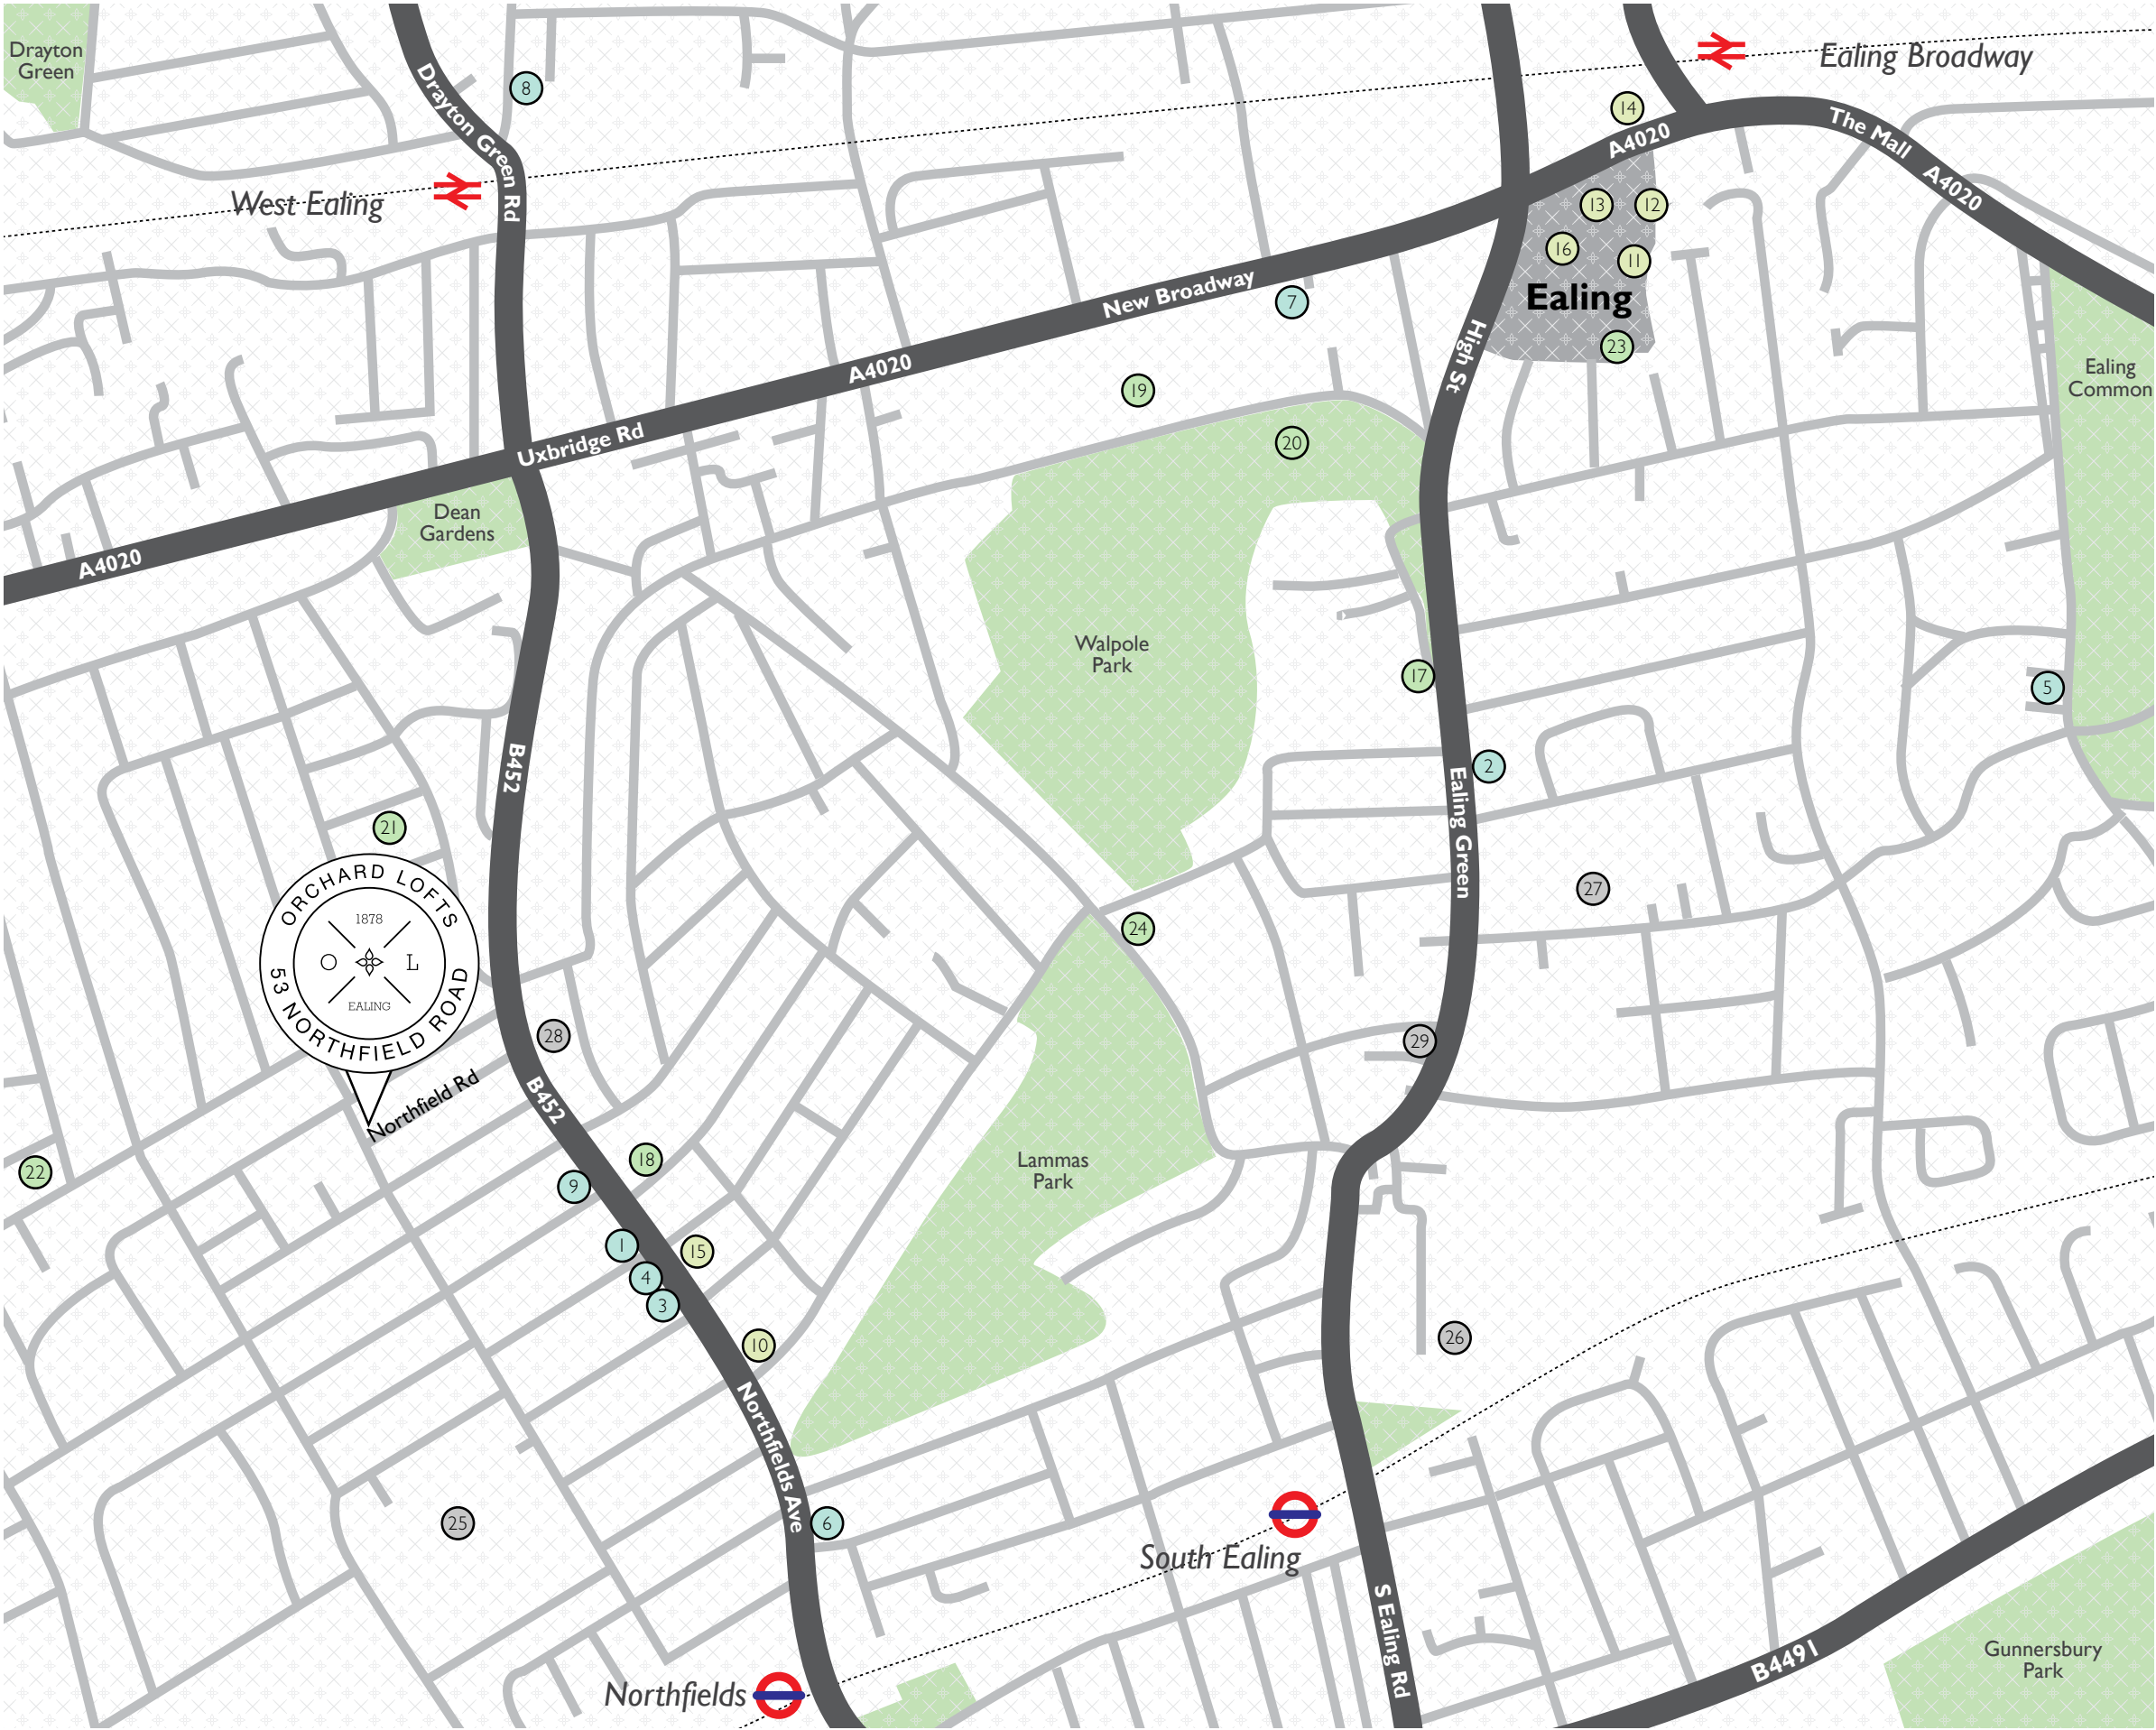 Drayton
Green
Drayton Green Rd
8
Ealing Broadway
14
A4020
The Mall
A4020
West Ealing
13
12
16
11
Ealing
23
New Broadway
7
High St
A4020
19
20
Ealing
Common
Uxbridge Rd
Dean
Gardens
A4020
Walpole
Park
17
5
B452
2
Ealing Green
21
27
ORCHARD LOFTS
1878
O
L
EALING
53 NORTHFIELD ROAD
24
28
29
Northfield Rd
B452
22
18
9
Lammas
Park
1
15
4
3
10
26
Northfields Ave
25
6
South Ealing
S Ealing Rd
Northfields
B4491
Gunnersbury
Park